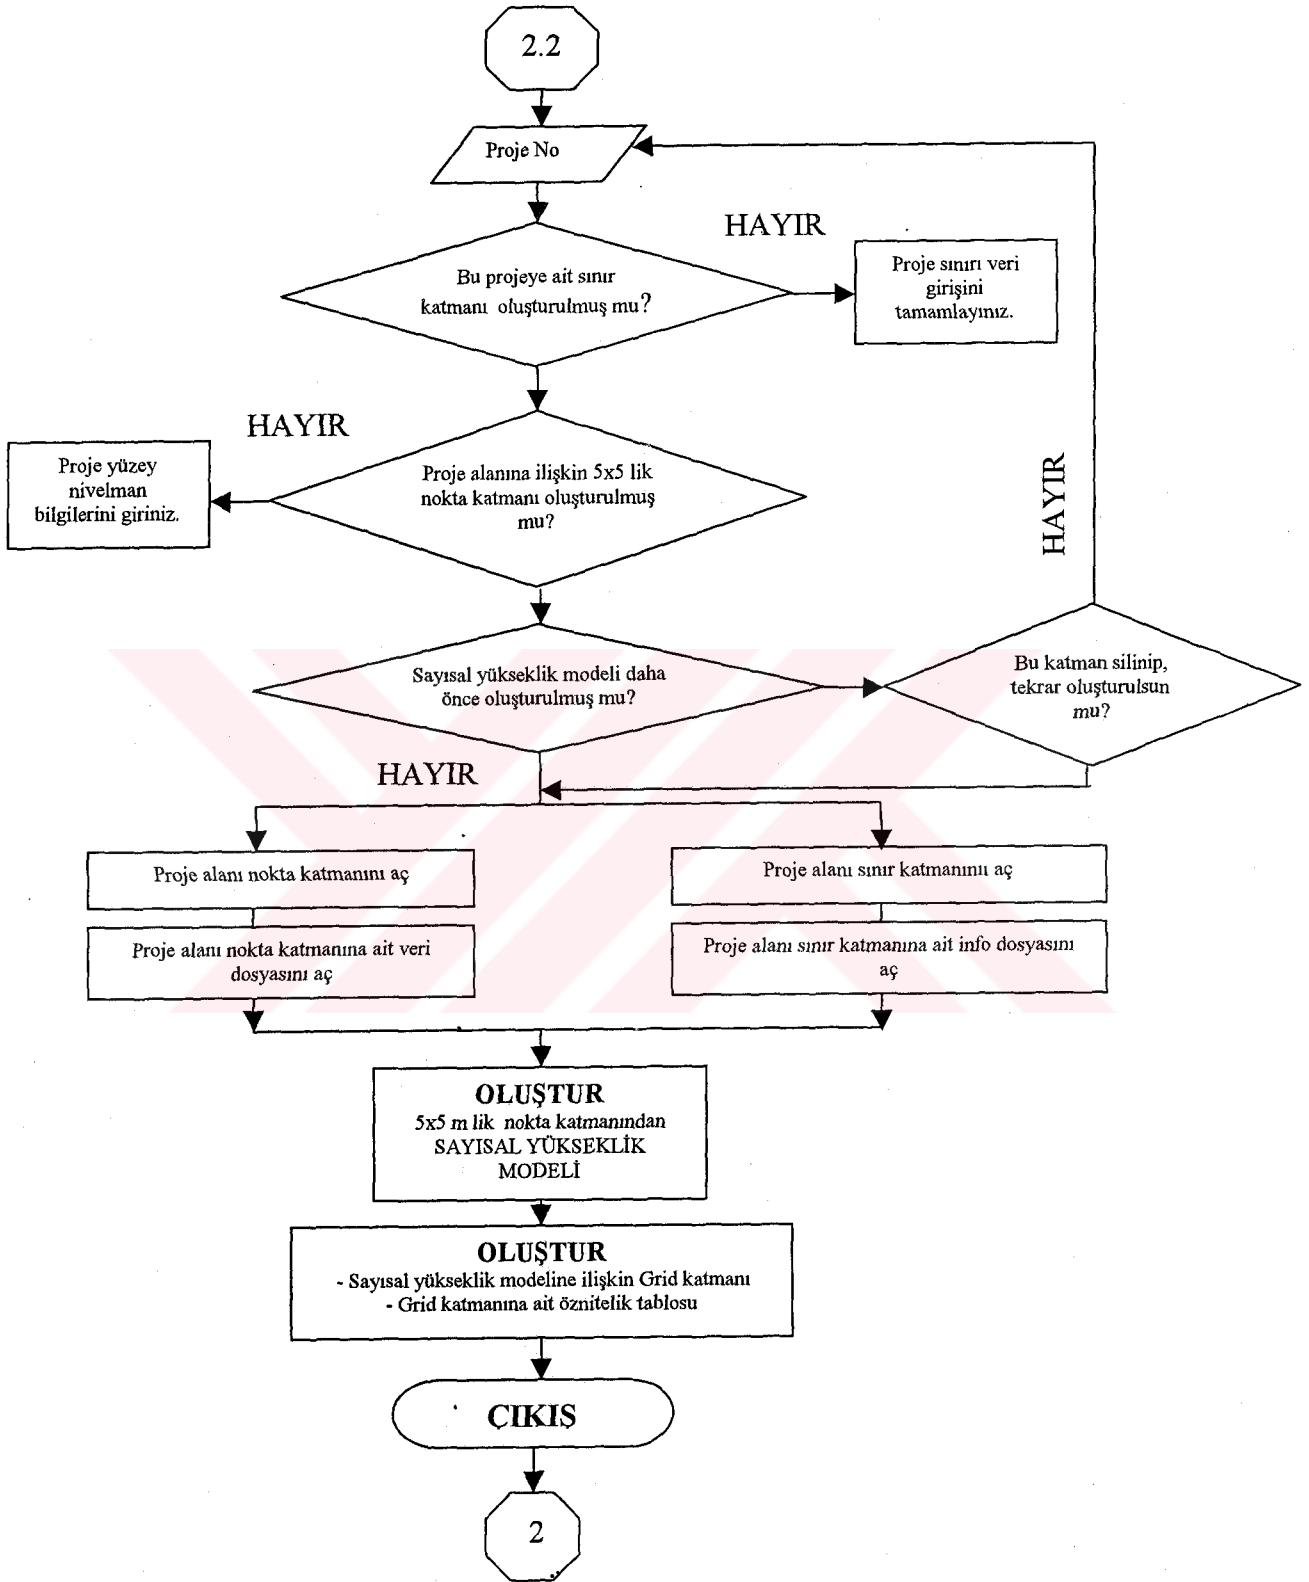 2.2
Proje No
HAYIR
Bu projeye ait sınır
katmanı oluşturulmuş mu?
Proje sınırı veri
girişini
tamamlayınız.
HAYIR
Proje yüzey
nivelman
bilgilerini giriniz.
Proje alanına ilişkin 5x5 lik
nokta katmanı oluşturulmuş
mu?
HAYIR
Sayısal yükseklik modeli daha
önce oluşturulmuş mu?
Bu katman silinip,
tekrar oluşturulsun
mu?
HAYIR
Proje alanı nokta katmanını aç
Proje alanı sınır katmanını aç
Proje alanı nokta katmanına ait veri
dosyasını aç
Proje alanı sınır katmanına ait info dosyasını
aç
OLUŞTUR
5x5 m lik nokta katmanından
SAYISAL YÜKSEKLİK
MODELİ
OLUŞTUR
- Sayısal yükseklik modeline ilişkin Grid katmanı
- Grid katmanına ait öznitelik tablosu
ÇIKIŞ
2